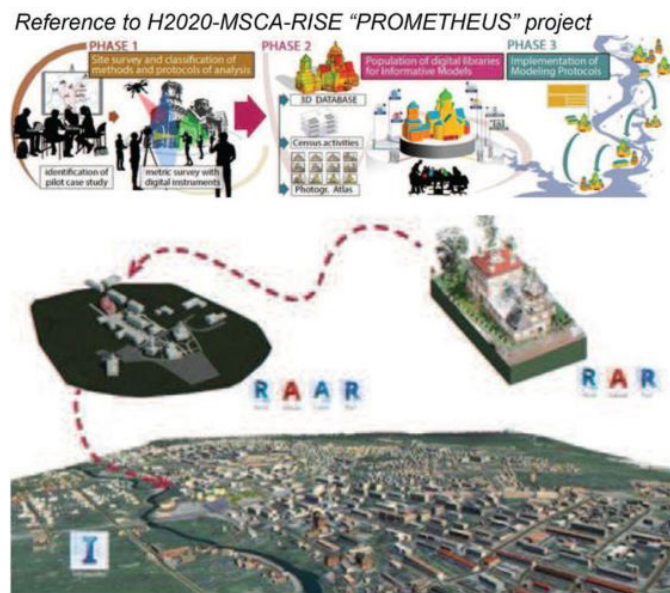 Reference to H2020-MSCA-RISE “PROMETHEUS” project
PHASE 1
Site survey and classification of
methods and protocols of analysis
identification of
pilot case study
metric survey with
digital instruments
PHASE 2
3D DATABASE
Census activities
Photogr. Atlas
Population of digital libraries
for Informative Models
PHASE 3
Implementation of
Modeling Protocols
R A A R
R A R
I